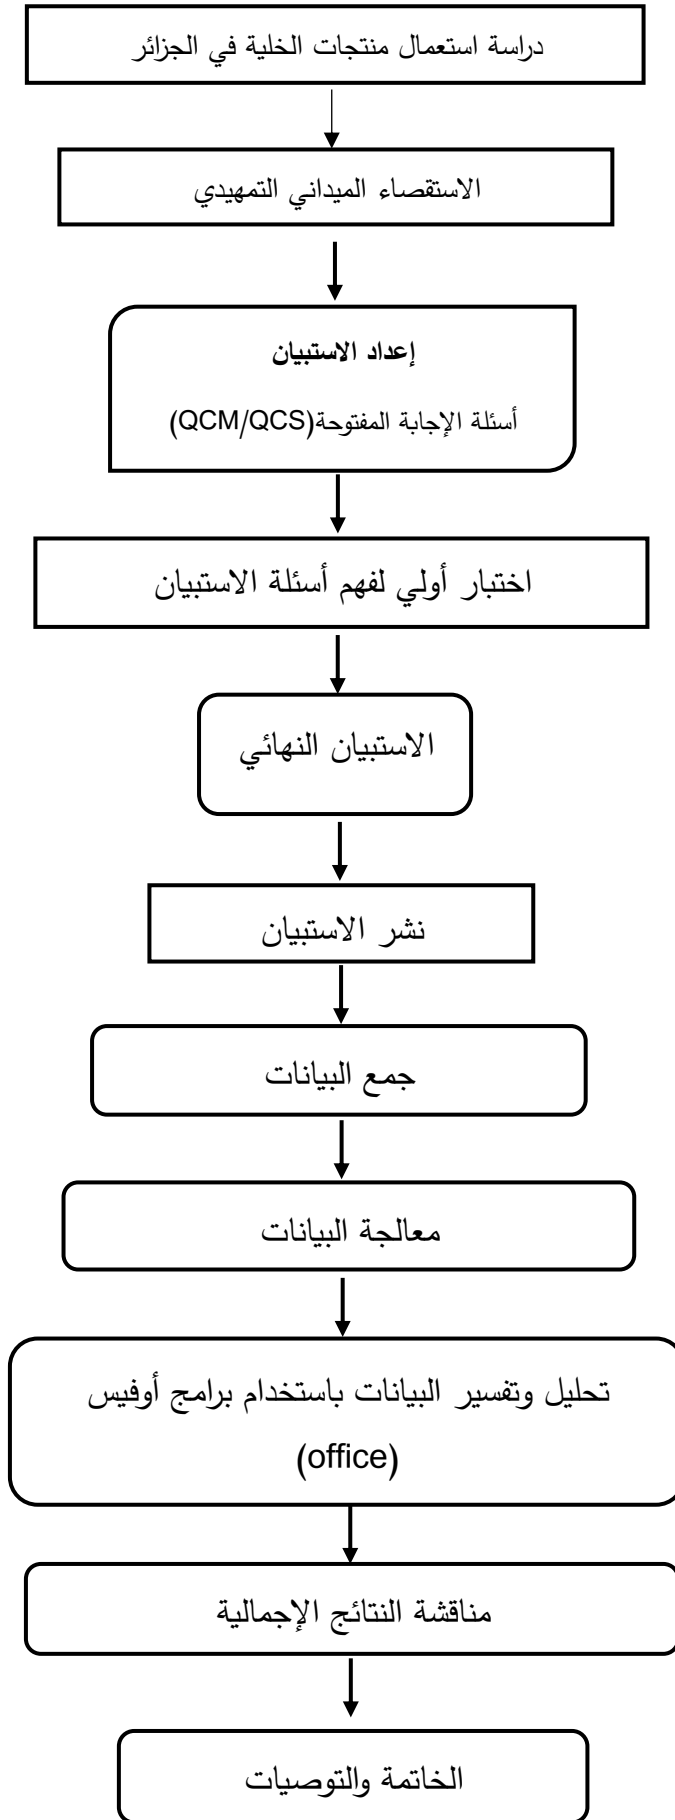 دراسة استعمال منتجات الخلية في الجزائر
الاستقصاء الميداني التمهيدي
إعداد الاستبيان
أسئلة الإجابة المفتوحة(QCM/QCS)
اختبار أولي لفهم أسئلة الاستبيان
الاستبيان النهائي
نشر الاستبيان
جمع البيانات
معالجة البيانات
تحليل وتفسير البيانات باستخدام برامج أوفيس
(office)
مناقشة النتائج الإجمالية
الخاتمة والتوصيات